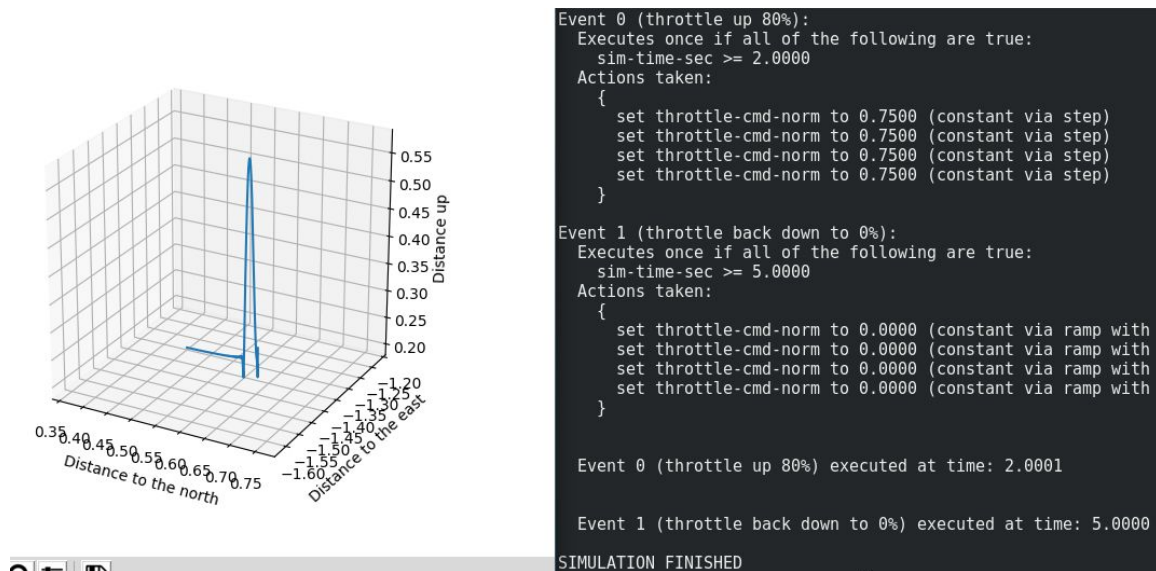 0.55
0.50
0.45
0.40
0.35
0.30
0.25
0.20
Distance up
−1.20
−1.25
−1.30
−1.35
−1.40
−1.45
−1.50
−1.55
−1.60
Distance to the east
0.35
0.40
0.45
0.50
0.55
0.60
0.65
0.70
0.75
Distance to the north
Event 0 (throttle up 80%):
Executes once if all of the following are true:
sim-time-sec >= 2.0000
Actions taken:
{
set throttle-cmd-norm to 0.7500 (constant via step)
set throttle-cmd-norm to 0.7500 (constant via step)
set throttle-cmd-norm to 0.7500 (constant via step)
set throttle-cmd-norm to 0.7500 (constant via step)
}
Event 1 (throttle back down to 0%):
Executes once if all of the following are true:
sim-time-sec >= 5.0000
Actions taken:
{
set throttle-cmd-norm to 0.0000 (constant via ramp with
set throttle-cmd-norm to 0.0000 (constant via ramp with
set throttle-cmd-norm to 0.0000 (constant via ramp with
set throttle-cmd-norm to 0.0000 (constant via ramp with
}
Event 0 (throttle up 80%) executed at time: 2.0001
Event 1 (throttle back down to 0%) executed at time: 5.0000
SIMULATION FINISHED